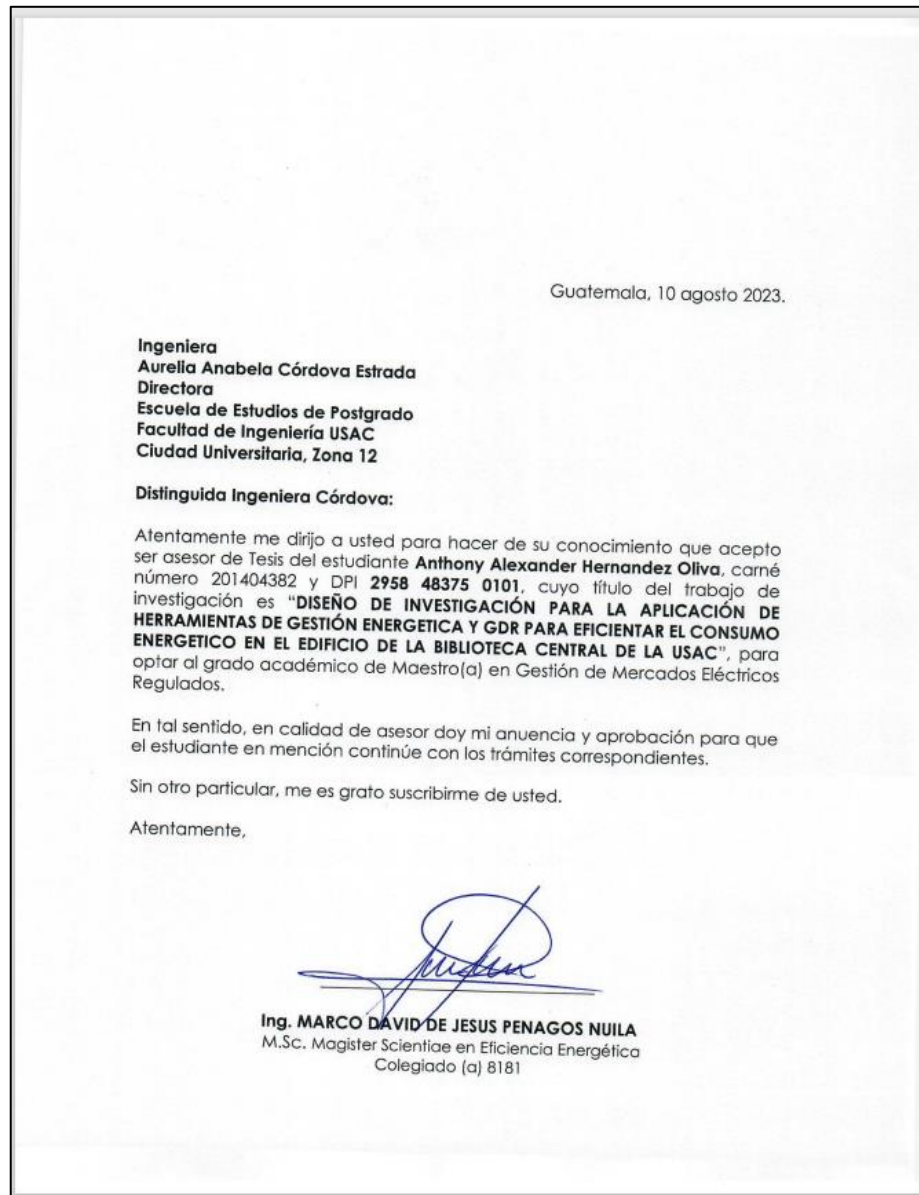 Guatemala, 10 agosto 2023.
Ingeniera
Aurelia Anabela Córdova Estrada
Directora
Escuela de Estudios de Postgrado
Facultad de Ingeniería USAC
Ciudad Universitaria, Zona 12
Distinguida Ingeniera Córdova:
Atentamente me dirijo a usted para hacer de su conocimiento que acepto
ser asesor de Tesis del estudiante Anthony Alexander Hernandez Oliva, carné
número 201404382 y DPI 2958 48375 0101, cuyo título del trabajo de
investigación es “DISEÑO DE INVESTIGACIÓN PARA LA APLICACIÓN DE
HERRAMIENTAS DE GESTIÓN ENERGETICA Y GDR PARA EFICIENTAR EL CONSUMO
ENERGETICO EN EL EDIFICIO DE LA BIBLIOTECA CENTRAL DE LA USAC”, para
optar al grado académico de Maestro(a) en Gestión de Mercados Eléctricos
Regulados.
En tal sentido, en calidad de asesor doy mi anuencia y aprobación para que
el estudiante en mención continúe con los trámites correspondientes.
Sin otro particular, me es grato suscribirme de usted.
Atentamente,
Ing. MARCO DAVID DE JESUS PENAGOS NUILA
M.Sc. Magister Scientiae en Eficiencia Energética
Colegiado (a) 8181